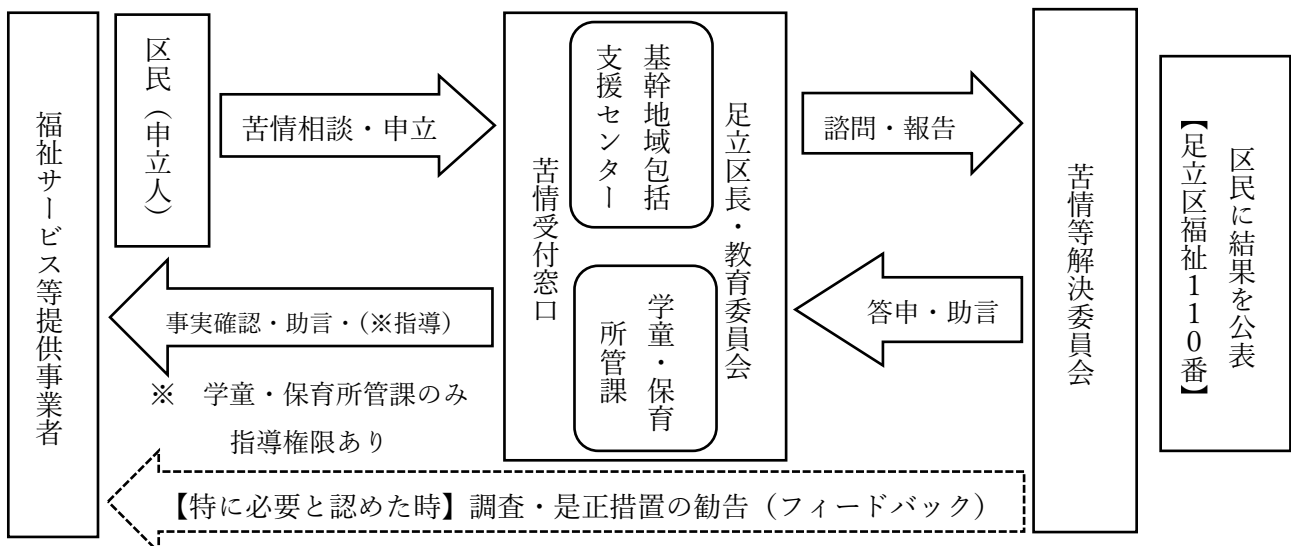 福祉サービス等提供事業者
区民（申立人）
苦情相談・申立
事実確認・助言・（※指導）
※　学童・保育所管課のみ
指導権限あり
足立区長・教育委員会
基幹地域包括
支援センター
学童・保育
所管課
苦情受付窓口
諮問・報告
答申・助言
苦情等解決委員会
区民に結果を公表
【足立区福祉110番】
【特に必要と認めた時】調査・是正措置の勧告（フィードバック）